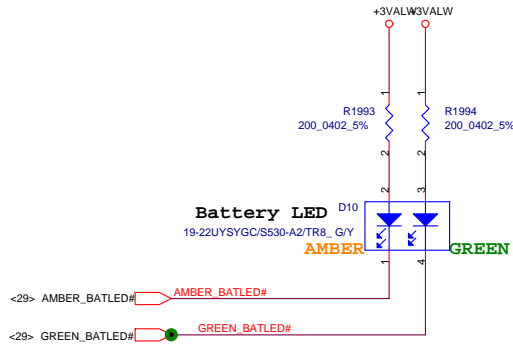 +3VALW +3VALW
1 1
R1993 R1994
200_0402_5% 200_0402_5%
2 2
2 3
Battery LED D10
19-22UYSYGC/S530-A2/TR8_ G/Y
AMBER GREEN
1 4
<29> AMBER_BATLED# AMBER_BATLED#
<29> GREEN_BATLED# GREEN_BATLED#